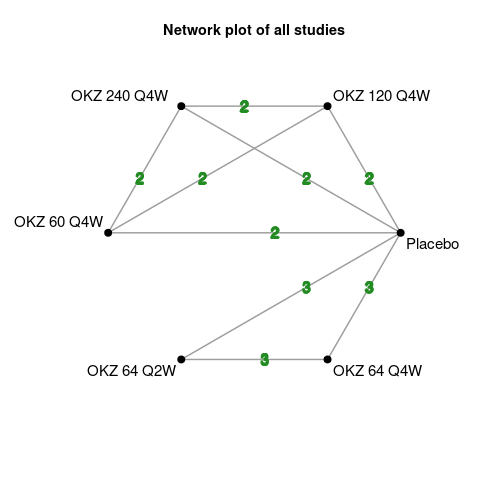 Network plot of all studies
OKZ 240 Q4W
OKZ 120 Q4W
2
2
2
2
2
OKZ 60 Q4W
2
Placebo
3
3
OKZ 64 Q2W
3
OKZ 64 Q4W